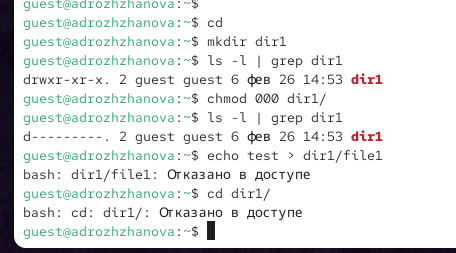 guest@adrozhzhanova:~$
guest@adrozhzhanova:~$ cd
guest@adrozhzhanova:~$ mkdir dir1
guest@adrozhzhanova:~$ ls -l | grep dir1
drwxr-xr-x. 2 guest guest 6 фев 26 14:53 dir1
guest@adrozhzhanova:~$ chmod 000 dir1/
guest@adrozhzhanova:~$ ls -l | grep dir1
d---------. 2 guest guest 6 фев 26 14:53 dir1
guest@adrozhzhanova:~$ echo test > dir1/file1
bash: dir1/file1: Отказано в доступе
guest@adrozhzhanova:~$ cd dir1/
bash: cd: dir1/: Отказано в доступе
guest@adrozhzhanova:~$